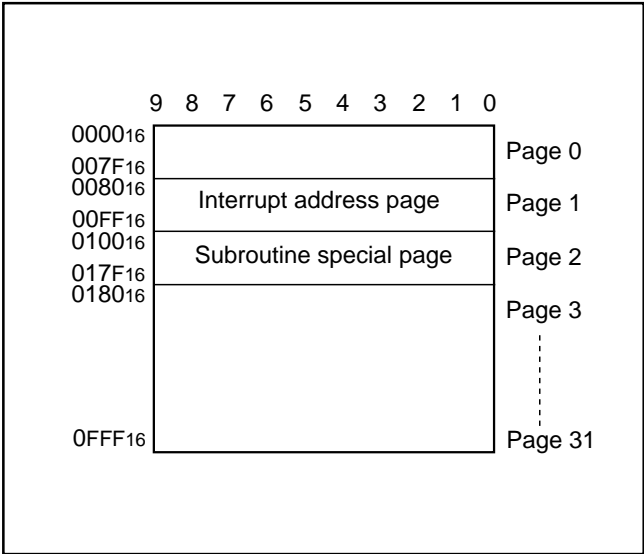 9 8 7 6 5 4 3 2 1 0
000016
Page 0
007F16
008016
Interrupt address page
Page 1
00FF16
010016
Subroutine special page
Page 2
017F16
018016
Page 3
0FFF16
Page 31